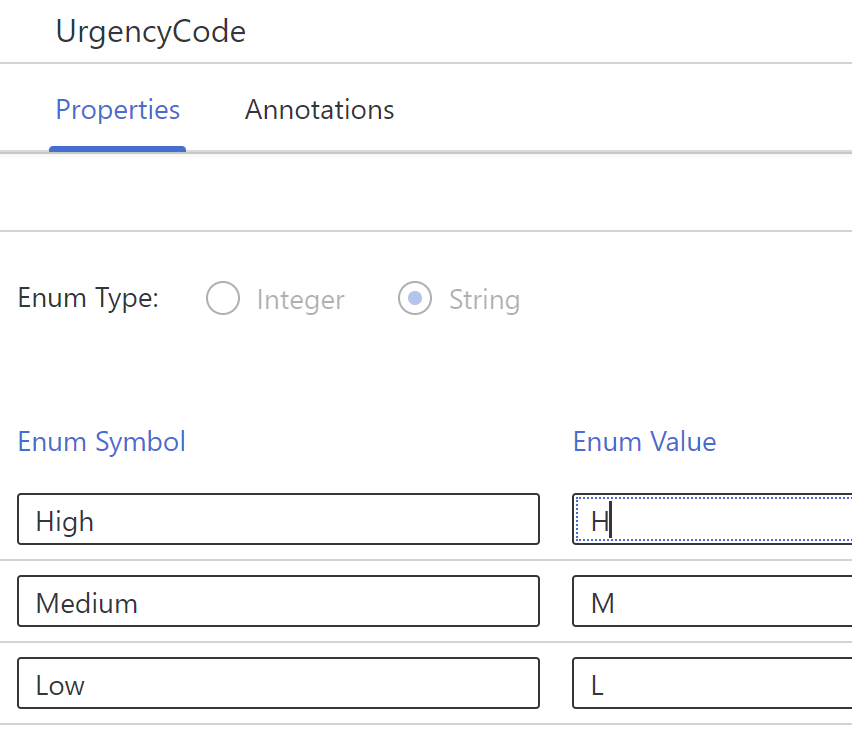 UrgencyCode
Properties Annotations
Enum Type: Integer String
Enum Symbol Enum Value
High H
Medium M
Low L